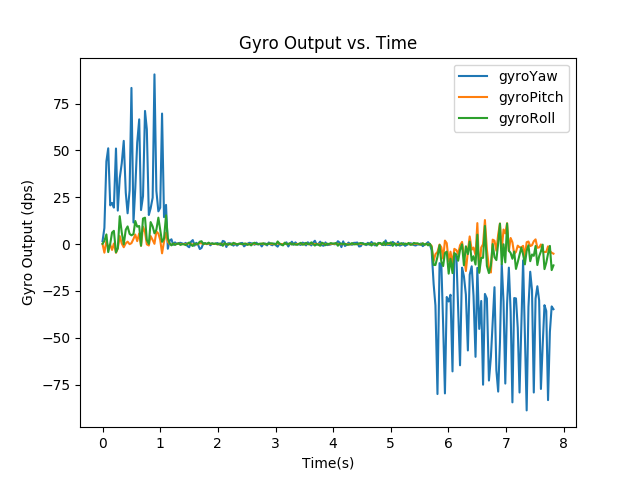 Gyro Output vs. Time
gyroYaw
gyroPitch
gyroRoll
75
50
25
0
−25
−50
−75
Gyro Output (dps)
0 1 2 3 4 5 6 7 8
Time(s)